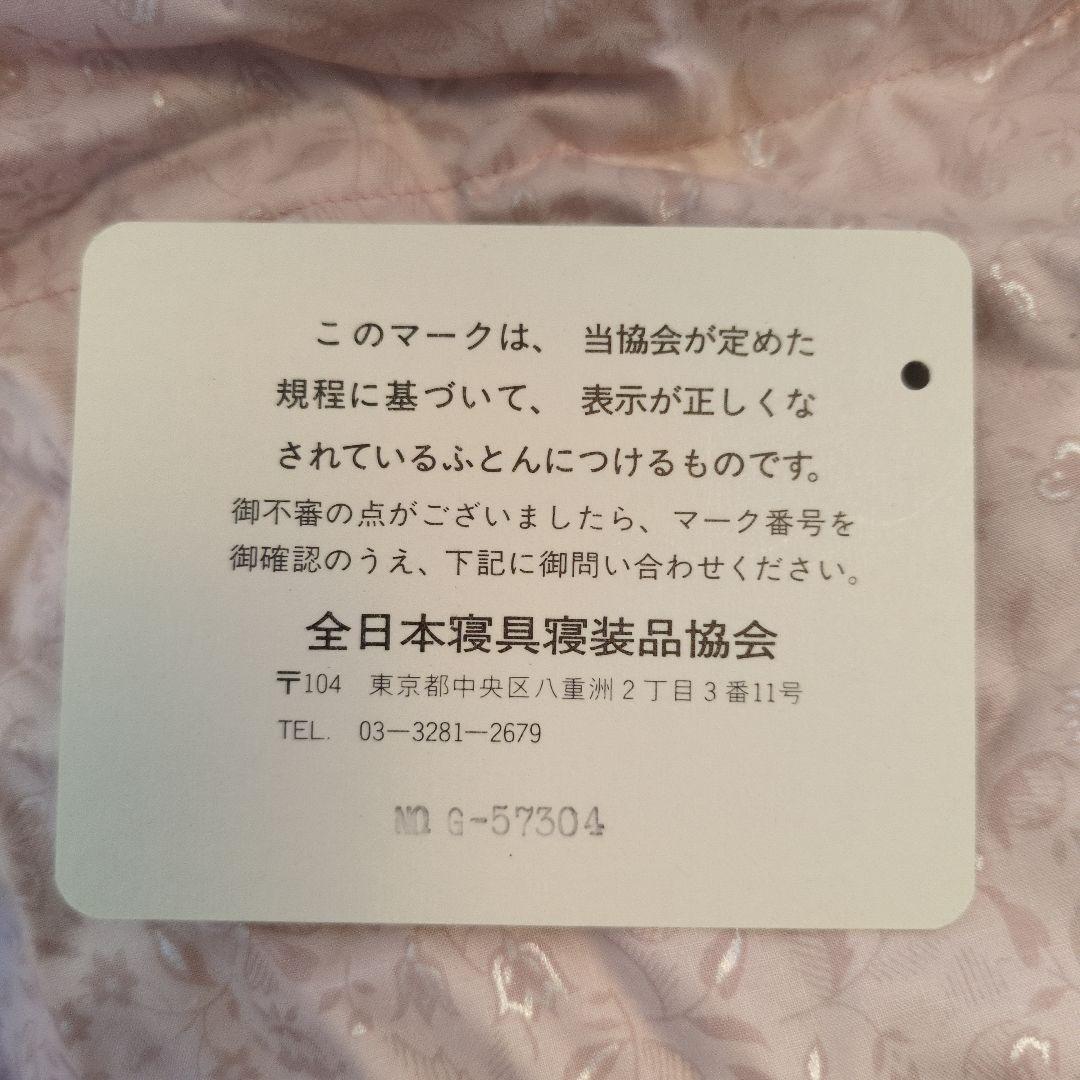 このマークは、 当協会が定めた
規程に基づいて、 表示が正しくな
されているふとんにつけるものです。
御不審の点がございましたら、マーク番号を
御確認のうえ、下記に御問い合わせください。
全日本寝具寝装品協会
〒104 東京都中央区八重洲2丁目3番11号
TEL. 03-3281-2679
NO. G-57304